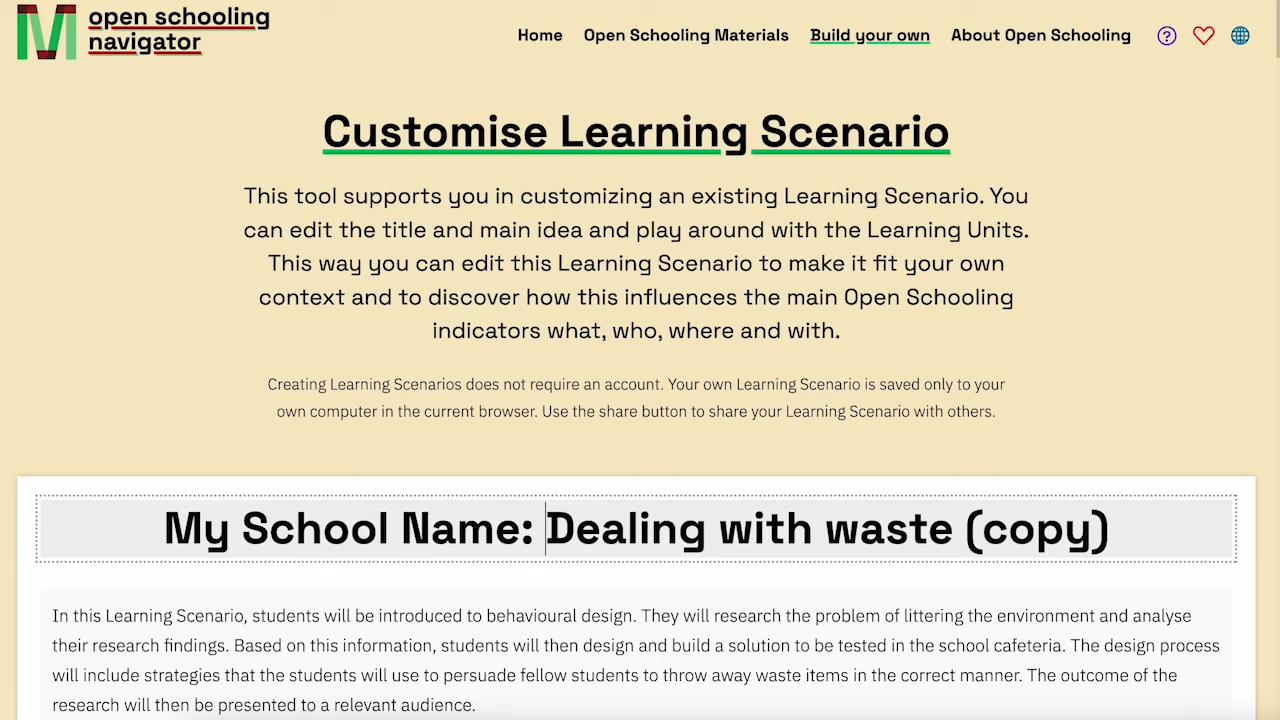 open schooling
navigator
Home Open Schooling Materials Build your own About Open Schooling
Customise Learning Scenario
This tool supports you in customizing an existing Learning Scenario. You
can edit the title and main idea and play around with the Learning Units.
This way you can edit this Learning Scenario to make it fit your own
context and to discover how this influences the main Open Schooling
indicators what, who, where and with.
Creating Learning Scenarios does not require an account. Your own Learning Scenario is saved only to your
own computer in the current browser. Use the share button to share your Learning Scenario with others.
My School Name: Dealing with waste (copy)
In this Learning Scenario, students will be introduced to behavioural design. They will research the problem of littering the environment and analyse
their research findings. Based on this information, students will then design and build a solution to be tested in the school cafeteria. The design process
will include strategies that the students will use to persuade fellow students to throw away waste items in the correct manner. The outcome of the
research will then be presented to a relevant audience.